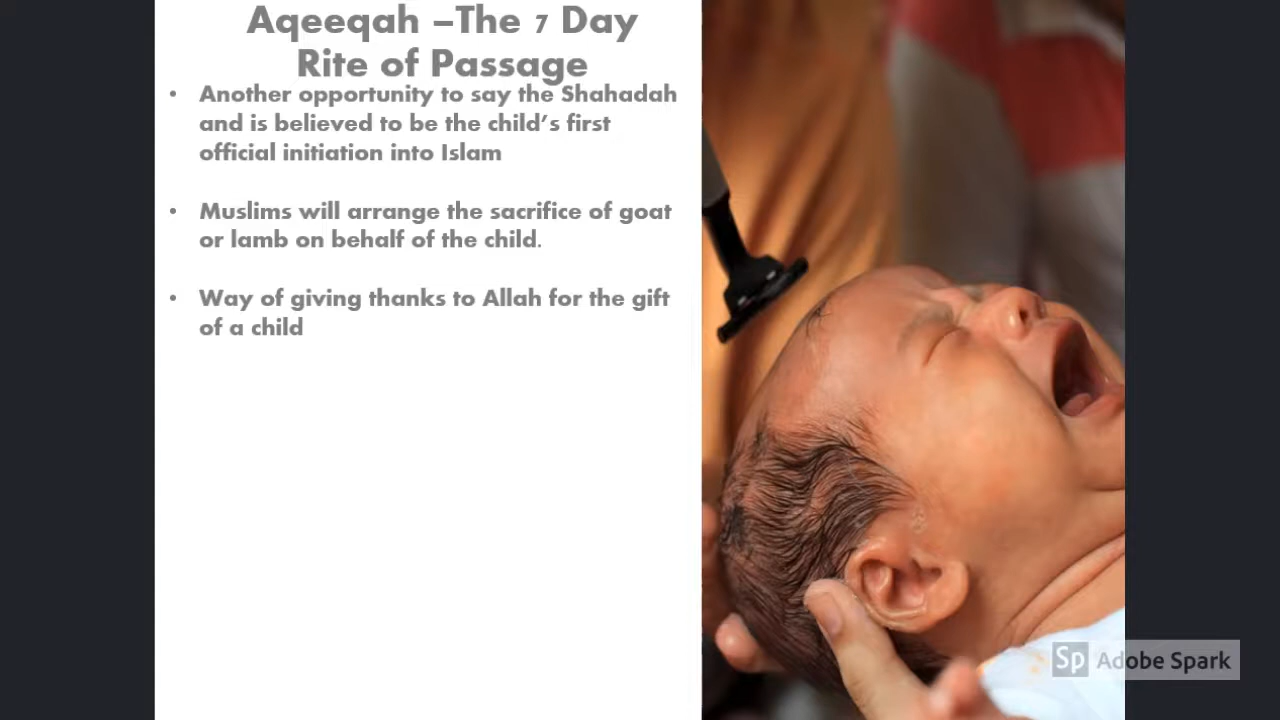 Aqeeqah –The 7 Day
Rite of Passage
• Another opportunity to say the Shahadah
and is believed to be the child's first
official initiation into Islam
• Muslims will arrange the sacrifice of goat
or lamb on behalf of the child.
• Way of giving thanks to Allah for the gift
of a child
Sp Adobe Spark